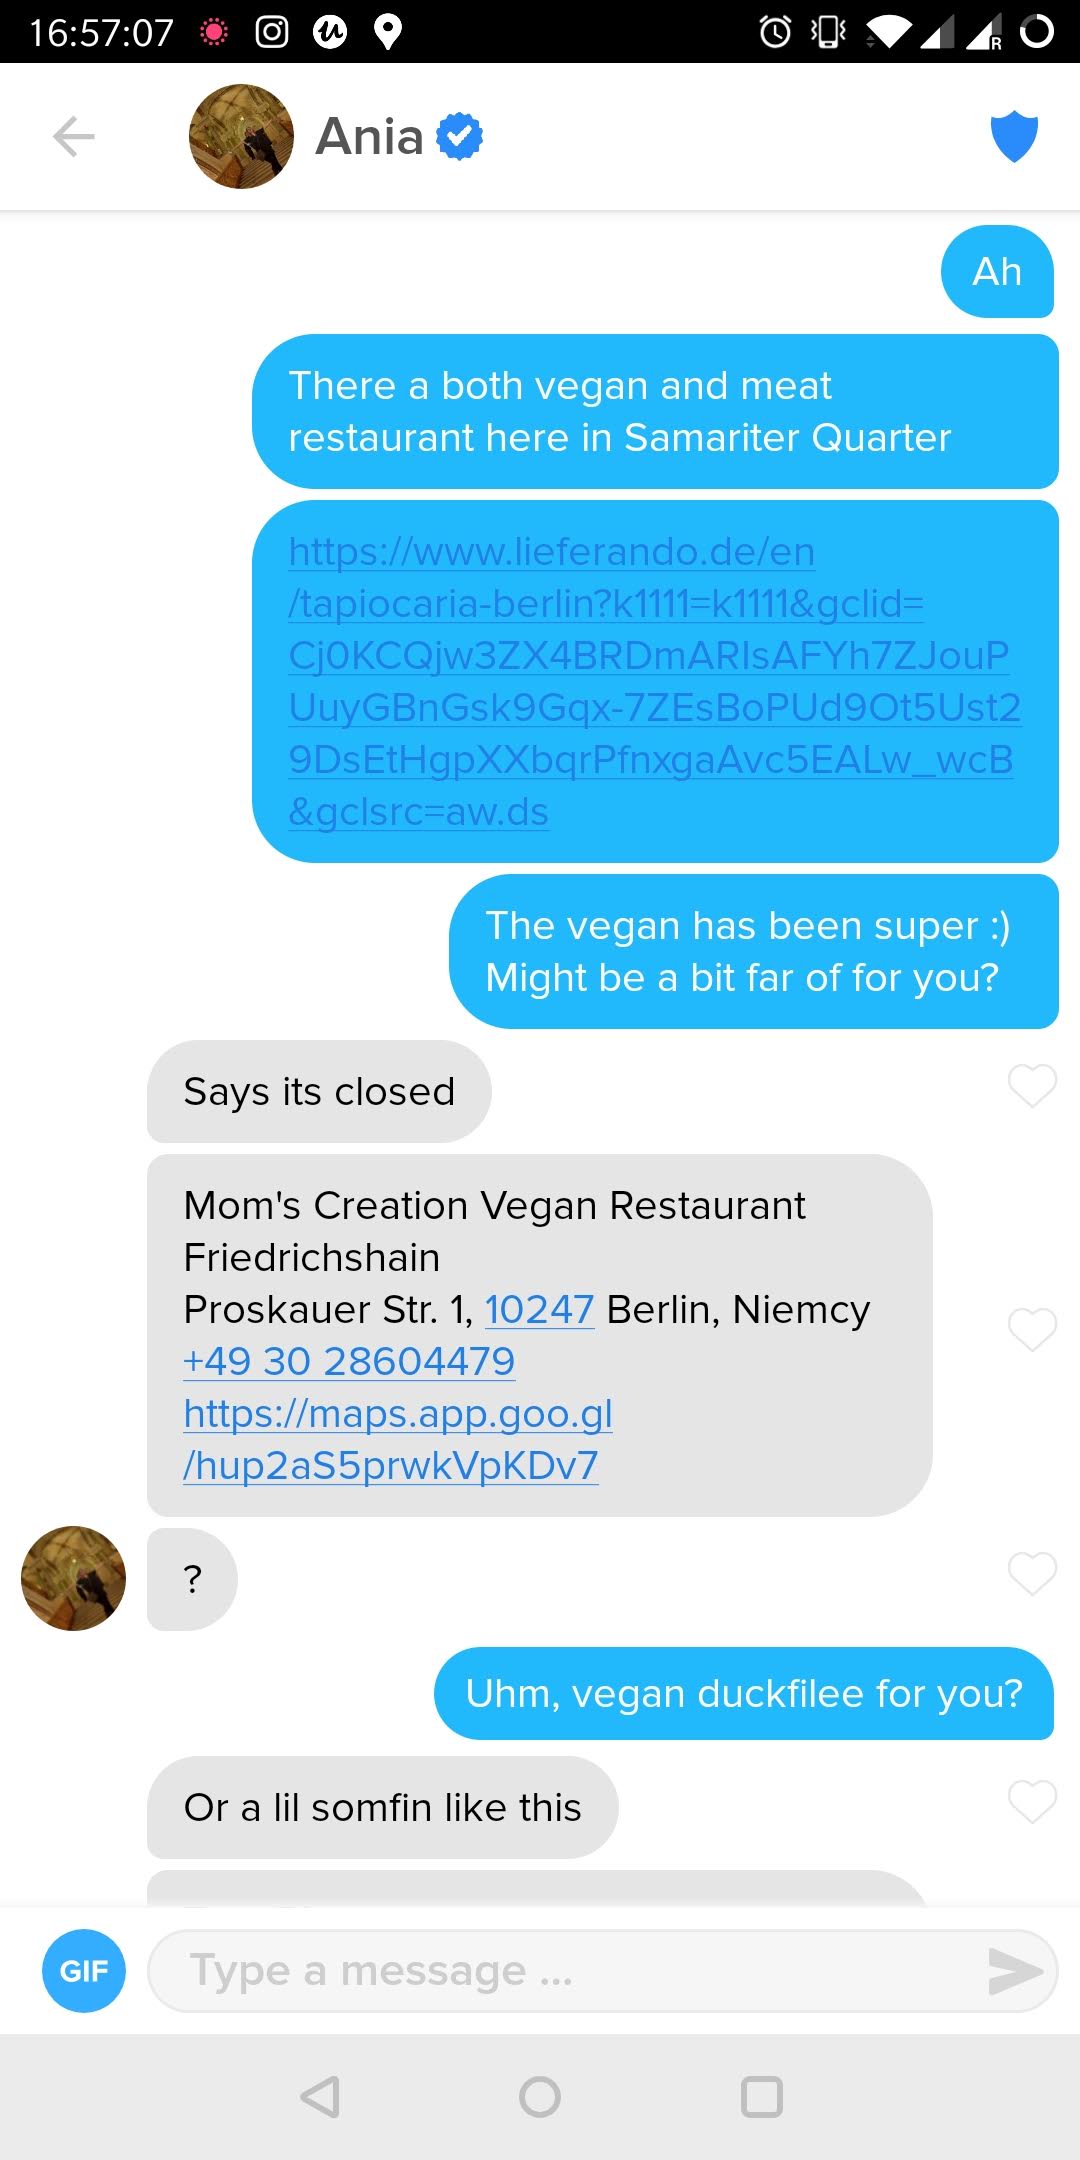 16:57:07
R
Ania
Ah
There a both vegan and meat
restaurant here in Samariter Quarter
https://www.lieferando.de/en
/tapiocaria-berlin?k1111=k1111&gclid=
Cj0KCQjw3ZX4BRDmARIsAFYh7ZJouP
UuyGBnGsk9Gqx-7ZEsBoPUd9Ot5Ust2
9DsEtHgpXXbqrPfnxgaAvc5EALw_wcB
&gclsrc=aw.ds
The vegan has been super :)
Might be a bit far of for you?
Says its closed
Mom's Creation Vegan Restaurant
Friedrichshain
Proskauer Str. 1, 10247 Berlin, Niemcy
+49 30 28604479
https://maps.app.goo.gl
/hup2aS5prwkVpKDv7
?
Uhm, vegan duckfilee for you?
Or a lil somfin like this
GIF
Type a message ...